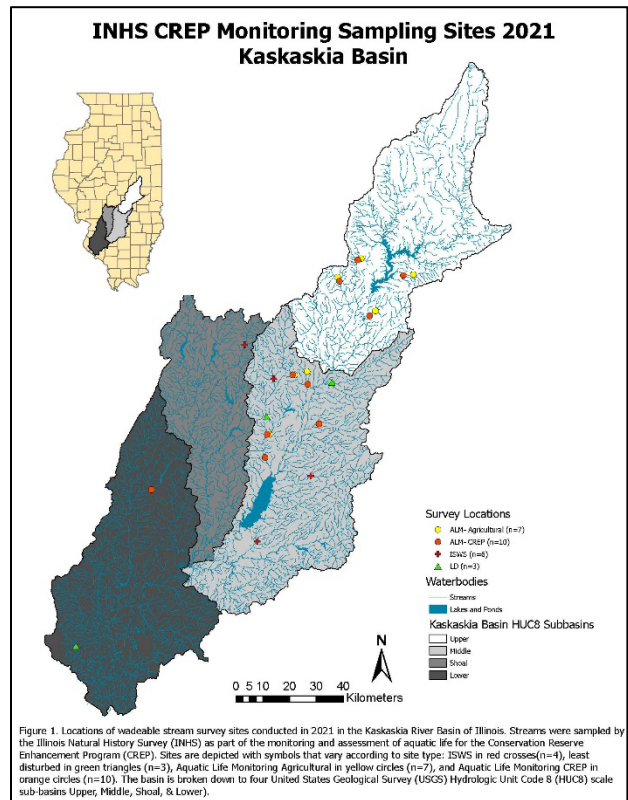 INHS CREP Monitoring Sampling Sites 2021
Kaskaskia Basin
Survey Locations
ALM- Agricultural (n=7)
ALM- CREP (n=10)
ISWS (n=6)
LD (n=3)
Waterbodies
Streams
Lakes and Ponds
Kaskaskia Basin HUC8 Subbasins
Upper
Middle
Shoal
Lower
N
0 5 10 20 30 40
Kilometers
Figure 1. Locations of wadeable stream survey sites conducted in 2021 in the Kaskaskia River Basin of Illinois. Streams were sampled by
the Illinois Natural History Survey (INHS) as part of the monitoring and assessment of aquatic life for the Conservation Reserve
Enhancement Program (CREP). Sites are depicted with symbols that vary according to site type: ISWS in red crosses(n=4), least
disturbed in green triangles (n=3), Aquatic Life Monitoring Agricultural in yellow circles (n=7), and Aquatic Life Monitoring CREP in
orange circles (n=10). The basin is broken down to four United States Geological Survey (USGS) Hydrologic Unit Code 8 (HUC8) scale
sub-basins Upper, Middle, Shoal, & Lower).